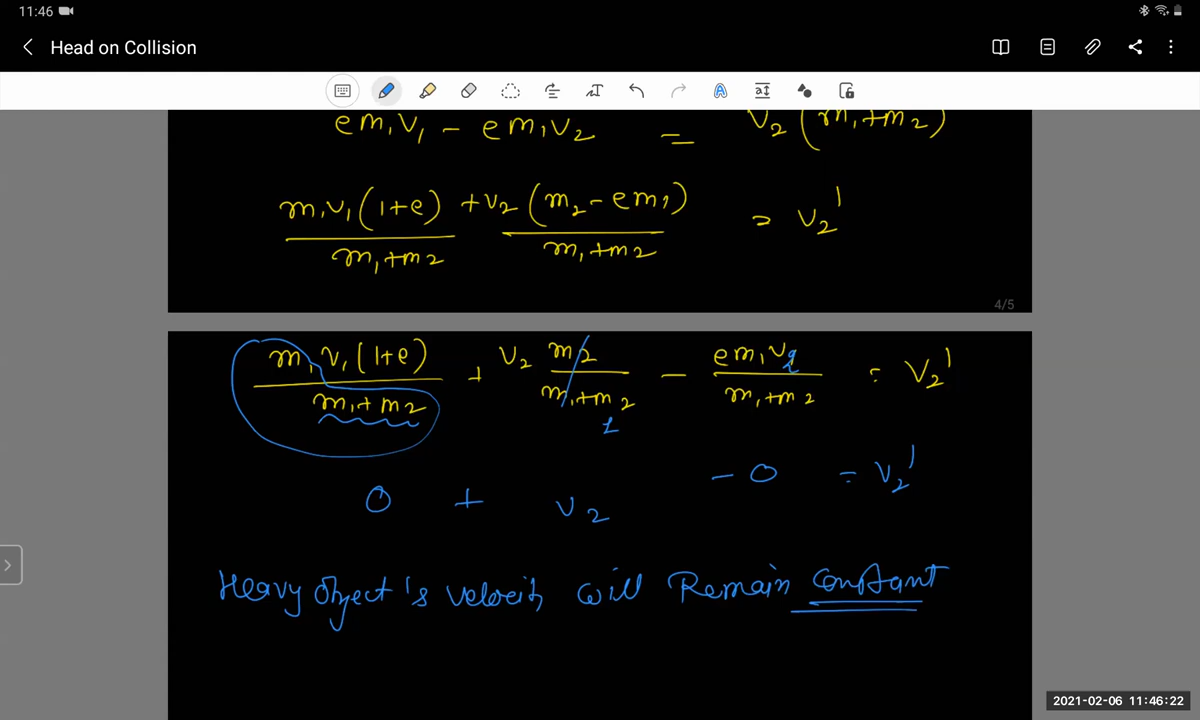 11:46
Head on Collision
em₁v₁ - em₁v₂ = v₂(m₁+m₂)
m₁v₁(1+e)/m₁+m₂ + v₂(m₂-em₁)/m₁+m₂ = v₂'
4/5
m₁v₁(1+e)/m₁+m₂ + v₂ m₂/m₁+m₂ - em₁v₂/m₁+m₂ = v₂'
0 + v₂ - 0 = v₂'
Heavy object's velocity will Remain constant
2021-02-06 11:46:22